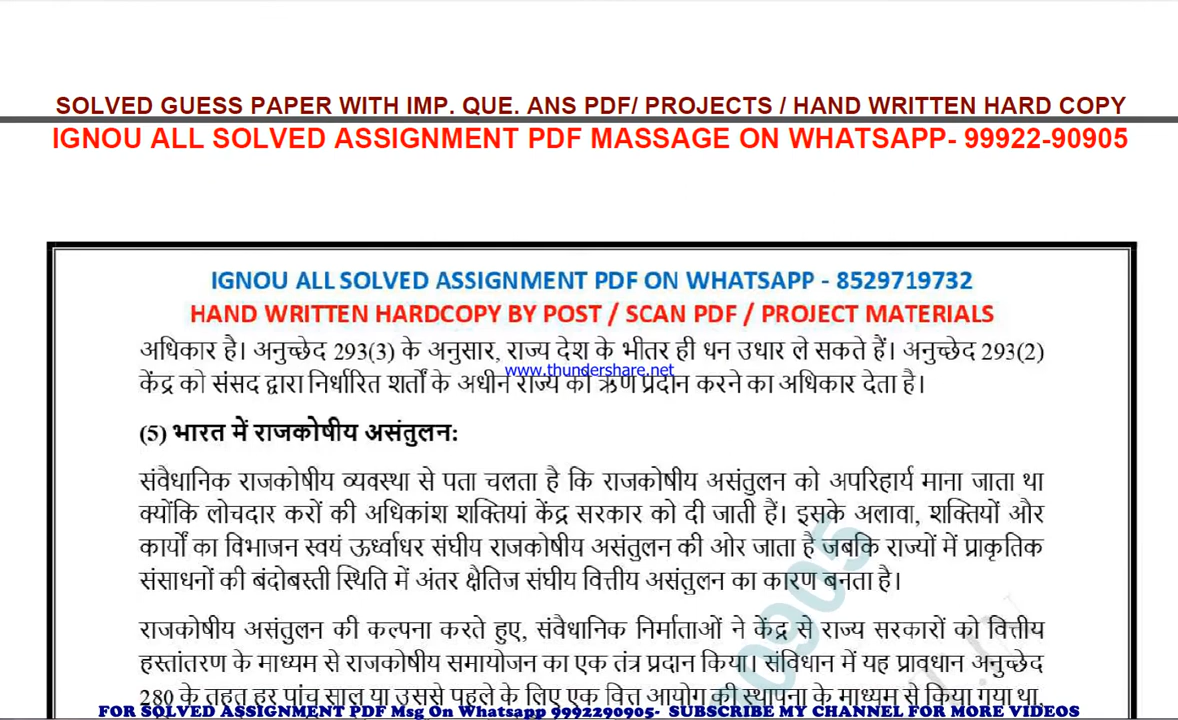 SOLVED GUESS PAPER WITH IMP. QUE. ANS PDF/ PROJECTS / HAND WRITTEN HARD COPY
IGNOU ALL SOLVED ASSIGNMENT PDF MASSAGE ON WHATSAPP- 99922-90905
IGNOU ALL SOLVED ASSIGNMENT PDF ON WHATSAPP - 8529719732
HAND WRITTEN HARDCOPY BY POST / SCAN PDF / PROJECT MATERIALS
अधिकार है। अनुच्छेद 293(3) के अनुसार, राज्य देश के भीतर ही धन उधार ले सकते हैं। अनुच्छेद 293(2)
www.thundershare.net
केंद्र को संसद द्वारा निर्धारित शर्तों के अधीन राज्य को ऋण प्रदान करने का अधिकार देता है।
(5) भारत में राजकोषीय असंतुलन:
संवैधानिक राजकोषीय व्यवस्था से पता चलता है कि राजकोषीय असंतुलन को अपरिहार्य माना जाता था
क्योंकि लोचदार करों की अधिकांश शक्तियां केंद्र सरकार को दी जाती हैं। इसके अलावा, शक्तियों और
कार्यों का विभाजन स्वयं ऊर्ध्वाधर संघीय राजकोषीय असंतुलन की ओर जाता है जबकि राज्यों में प्राकृतिक
संसाधनों की बंदोबस्ती स्थिति में अंतर क्षैतिज संघीय वित्तीय असंतुलन का कारण बनता है।
राजकोषीय असंतुलन की कल्पना करते हुए, संवैधानिक निर्माताओं ने केंद्र से राज्य सरकारों को वित्तीय
हस्तांतरण के माध्यम से राजकोषीय समायोजन का एक तंत्र प्रदान किया। संविधान में यह प्रावधान अनुच्छेद
280 के तहत हर पांच साल या उससे पहले के लिए एक वित्त आयोग की स्थापना के माध्यम से किया गया था,
FOR SOLVED ASSIGNMENT PDF Msg On Whatsapp 9992290905- SUBSCRIBE MY CHANNEL FOR MORE VIDEOS